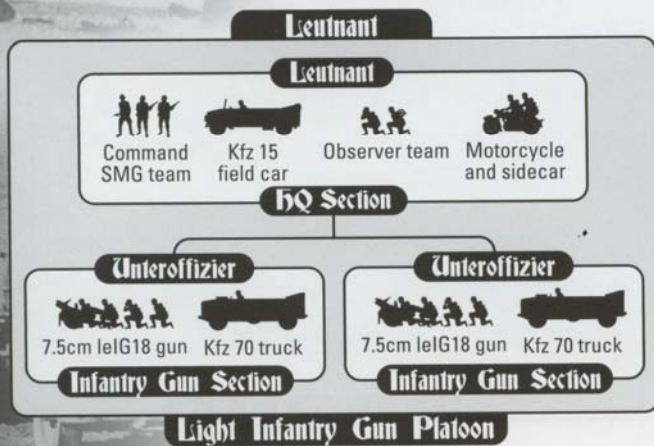 Leutnant
Leutnant
Command
SMG team
Kfz 15
field car
Observer team
Motorcycle
and sidecar
HQ Section
Unteroffizier
7.5cm leIG18 gun
Kfz 70 truck
Infantry Gun Section
Unteroffizier
7.5cm leIG18 gun
Kfz 70 truck
Infantry Gun Section
Light Infantry Gun Platoon